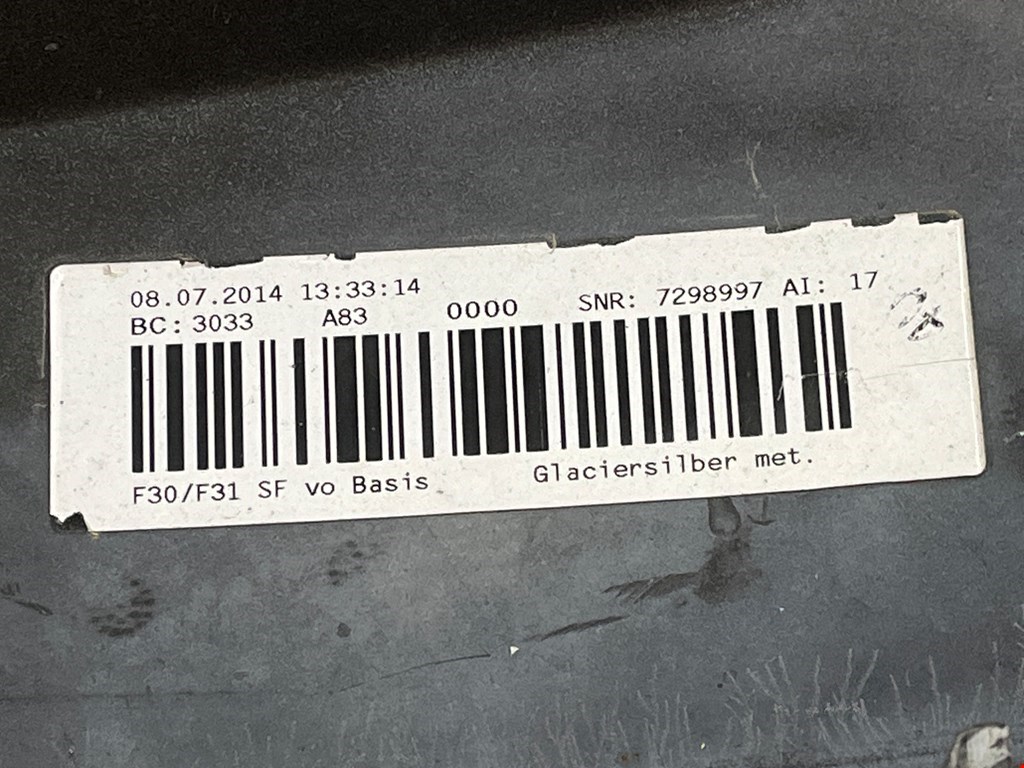 08.07.2014 13:33:14
BC: 3033 A83 0000 SNR: 7298997 AI: 17
F30/F31 SF vo Basis Glaciersilber met.